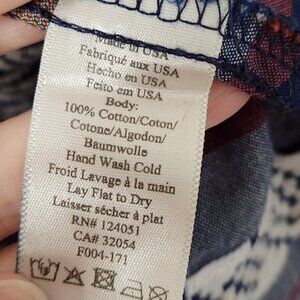 Made in USA
Fabriqué aux USA
Hecho en USA
Feito em USA
Body:
100% Cotton/Coton/
Cotone/Algodon/
Baumwolle
Hand Wash Cold
Froid Lavage à la main
Lay Flat to Dry
Laisser sécher à plat
RN# 124051
CA# 32054
F004-171